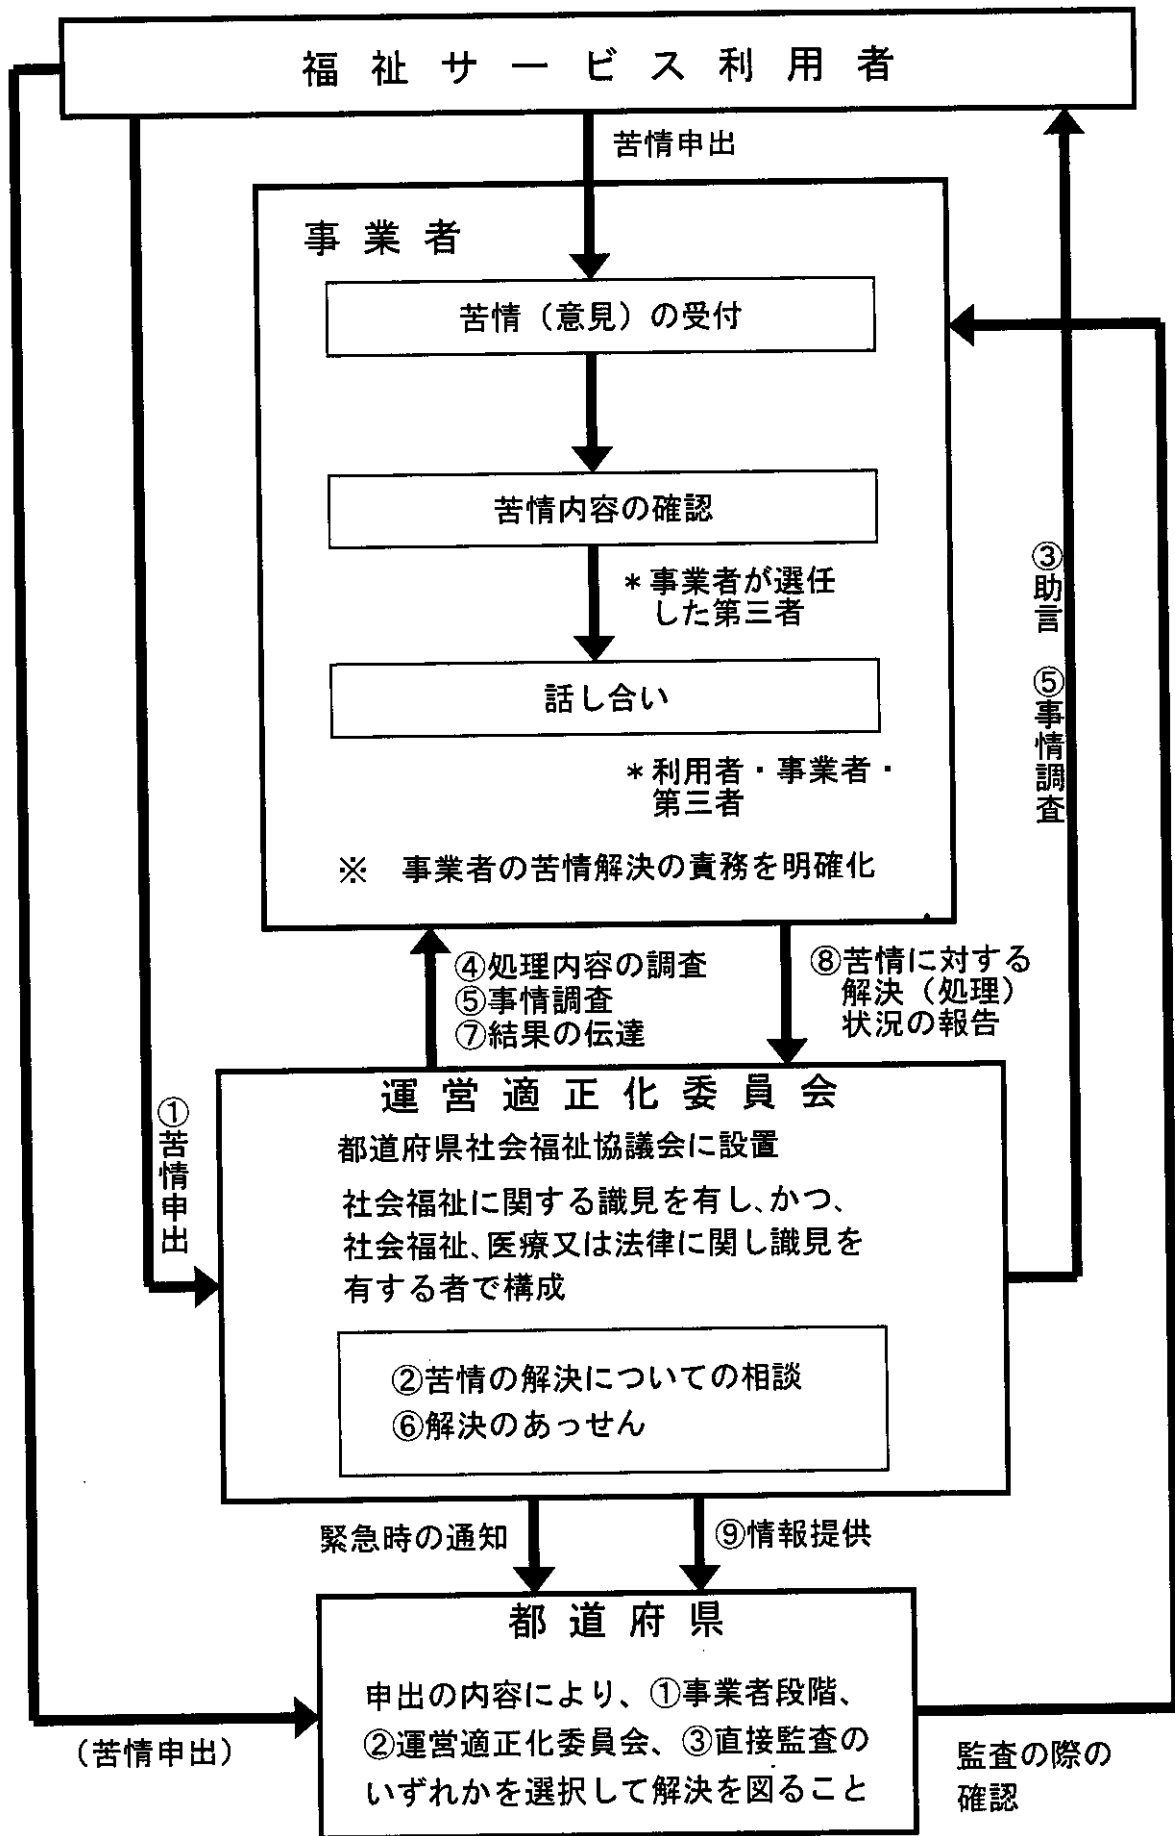 福祉サービス利用者
苦情申出
事業者
苦情（意見）の受付
苦情内容の確認
＊事業者が選任
した第三者
話し合い
＊利用者・事業者・
第三者
※ 事業者の苦情解決の責務を明確化
③助言 ⑤事情調査
④処理内容の調査
⑤事情調査
⑦結果の伝達
⑧苦情に対する
解決（処理）
状況の報告
①苦情申出
運営適正化委員会
都道府県社会福祉協議会に設置
社会福祉に関する識見を有し、かつ、
社会福祉、医療又は法律に関し識見を
有する者で構成
②苦情の解決についての相談
⑥解決のあっせん
緊急時の通知
⑨情報提供
都道府県
申出の内容により、①事業者段階、
②運営適正化委員会、③直接監査の
いずれかを選択して解決を図ること
（苦情申出）
監査の際の
確認